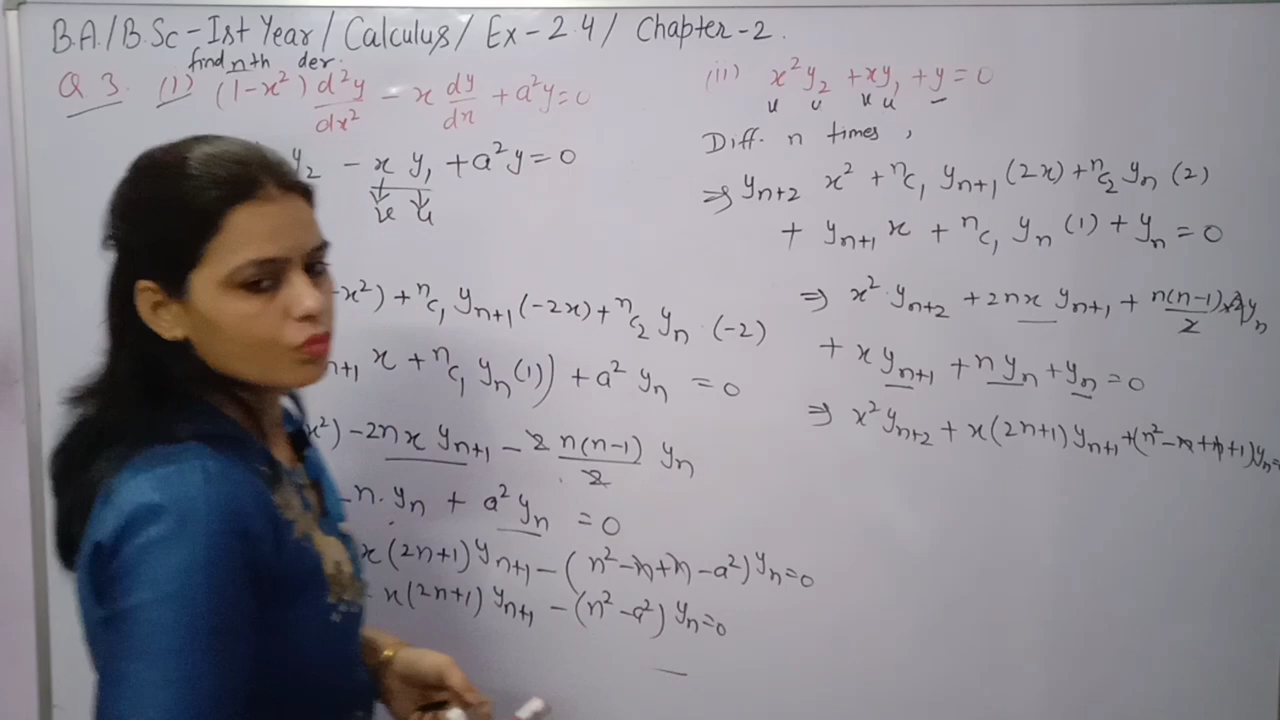 B.A./B.Sc - Ist Year / Calculus / Ex - 2.4 / Chapter - 2.
find nth der.
Q.3. (i) (1-x²) d²y/dx² - x dy/dx + a²y = 0
y₂ - x y₁ + a²y = 0
u u
-x²) + ⁿC₁ yₙ₊₁ (-2x) + ⁿC₂ yₙ · (-2)
n+1 x + ⁿC₁ yₙ (1)) + a² yₙ = 0
x²) - 2nx yₙ₊₁ - 2 n(n-1)/2 yₙ
- n · yₙ + a² yₙ = 0
x(2n+1) yₙ₊₁ - (n² - n + n - a²) yₙ = 0
x(2n+1) yₙ₊₁ - (n² - a²) yₙ = 0
(ii) x²y₂ + xy₁ + y = 0
u u u u
Diff. n times,
⇒ yₙ₊₂ x² + ⁿC₁ yₙ₊₁ (2x) + ⁿC₂ yₙ (2)
+ yₙ₊₁ x + ⁿC₁ yₙ (1) + yₙ = 0
⇒ x² · yₙ₊₂ + 2nx yₙ₊₁ + n(n-1)/2 × 2 yₙ
+ x yₙ₊₁ + n yₙ + yₙ = 0
⇒ x² yₙ₊₂ + x(2n+1) yₙ₊₁ + (n² - n + n + 1) yₙ =